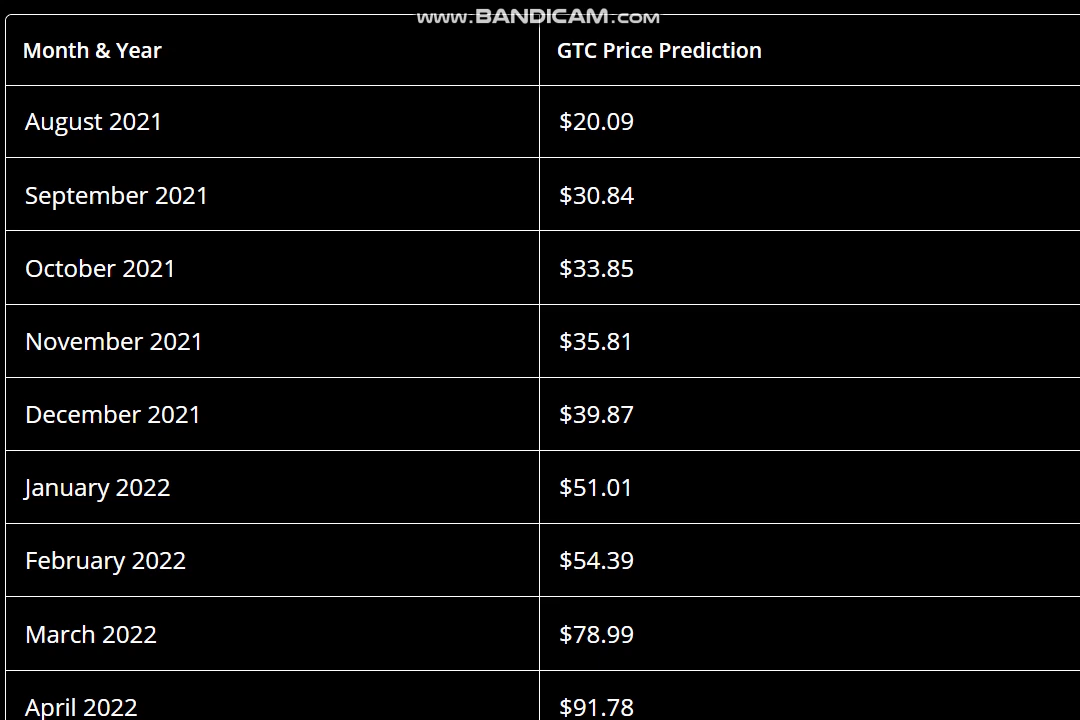 www.BANDICAM.com
Month & Year GTC Price Prediction
August 2021 $20.09
September 2021 $30.84
October 2021 $33.85
November 2021 $35.81
December 2021 $39.87
January 2022 $51.01
February 2022 $54.39
March 2022 $78.99
April 2022 $91.78